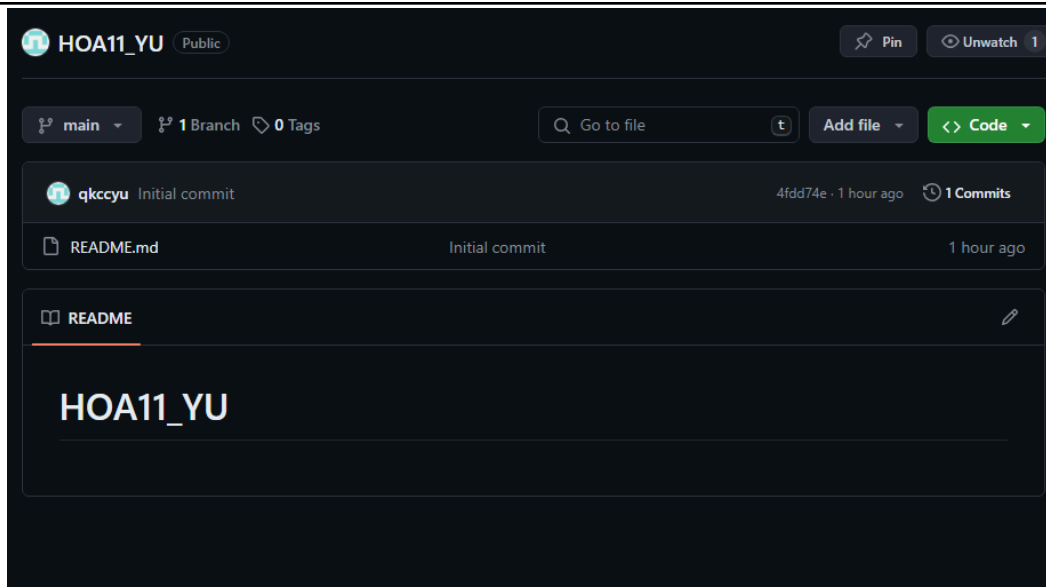 HOA11_YU Public Pin Unwatch 1
main 1 Branch 0 Tags Go to file t Add file <> Code
qkccyu Initial commit 4fdd74e · 1 hour ago 1 Commits
README.md Initial commit 1 hour ago
README
HOA11_YU